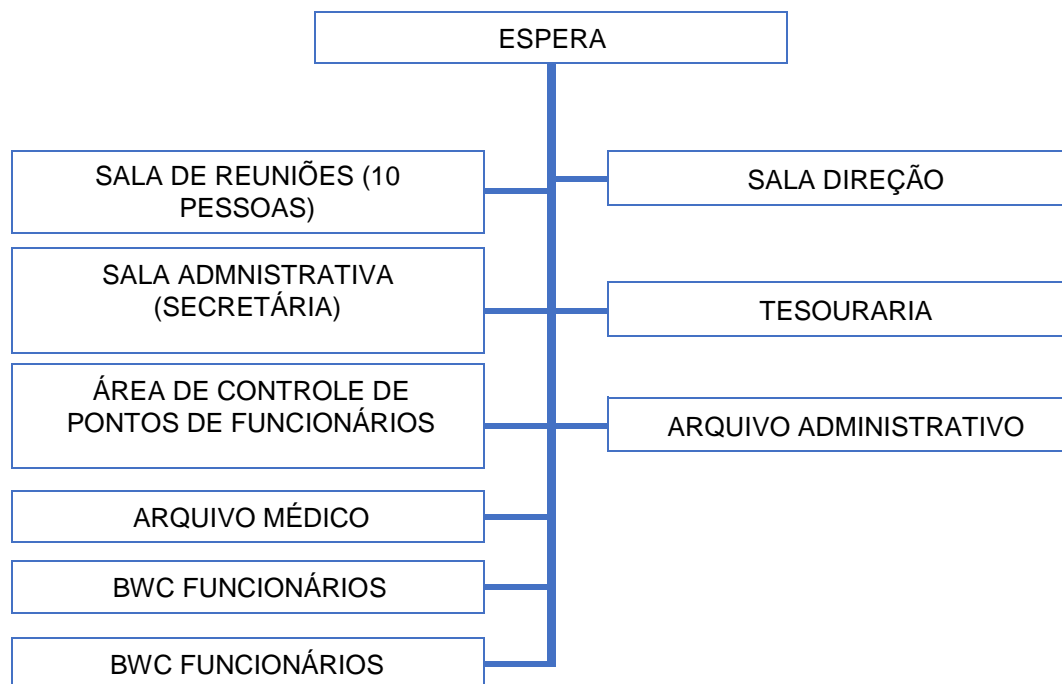 ESPERA
SALA DE REUNIÕES (10
PESSOAS)
SALA DIREÇÃO
SALA ADMNISTRATIVA
(SECRETÁRIA)
TESOURARIA
ÁREA DE CONTROLE DE
PONTOS DE FUNCIONÁRIOS
ARQUIVO ADMINISTRATIVO
ARQUIVO MÉDICO
BWC FUNCIONÁRIOS
BWC FUNCIONÁRIOS